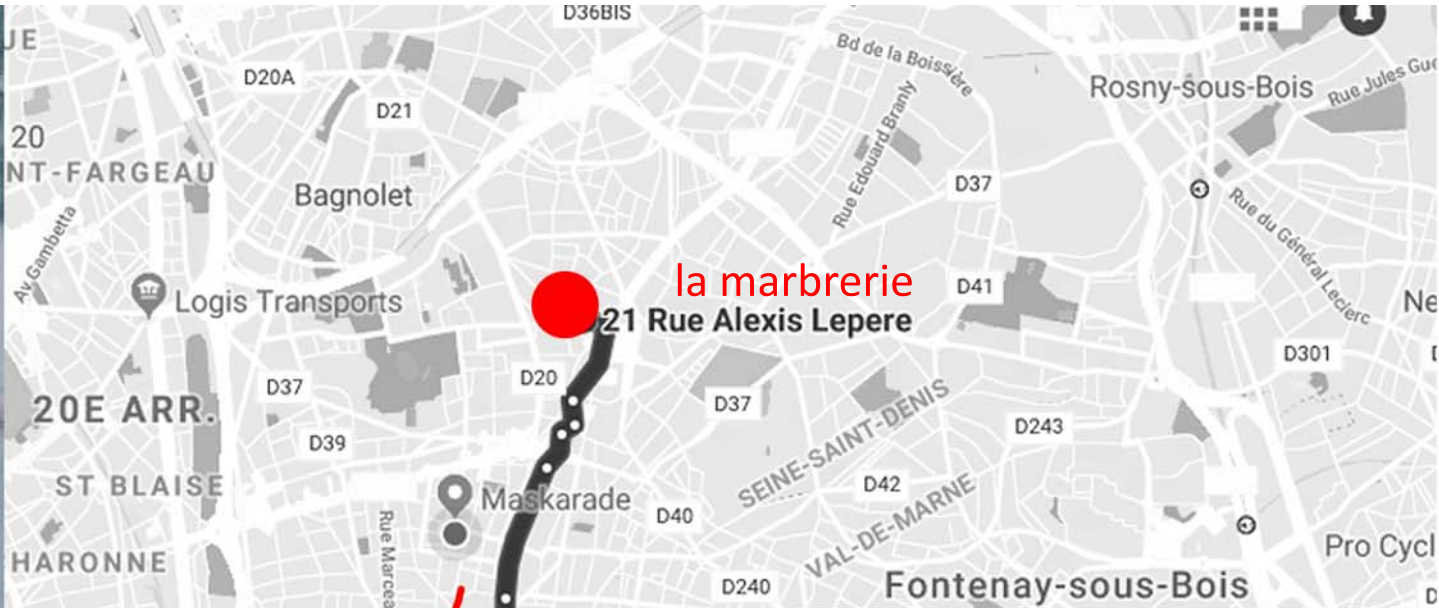 D36BIS
UE
Bd de la Boissière
D20A
Rosny-sous-Bois
Rue Jules Gue
D21
20
NT-FARGEAU
Rue Edouard Branly
Bagnolet
D37
Av Gambetta
Rue du Général Leclerc
la marbrerie
D41
Logis Transports
Ne
21 Rue Alexis Lepere
D301
D20
D37
D37
20E ARR.
D39
D243
SEINE-SAINT-DENIS
ST BLAISE
Maskarade
D42
D40
VAL-DE-MARNE
Rue Marcea
HARONNE
Pro Cycl
D240
Fontenay-sous-Bois